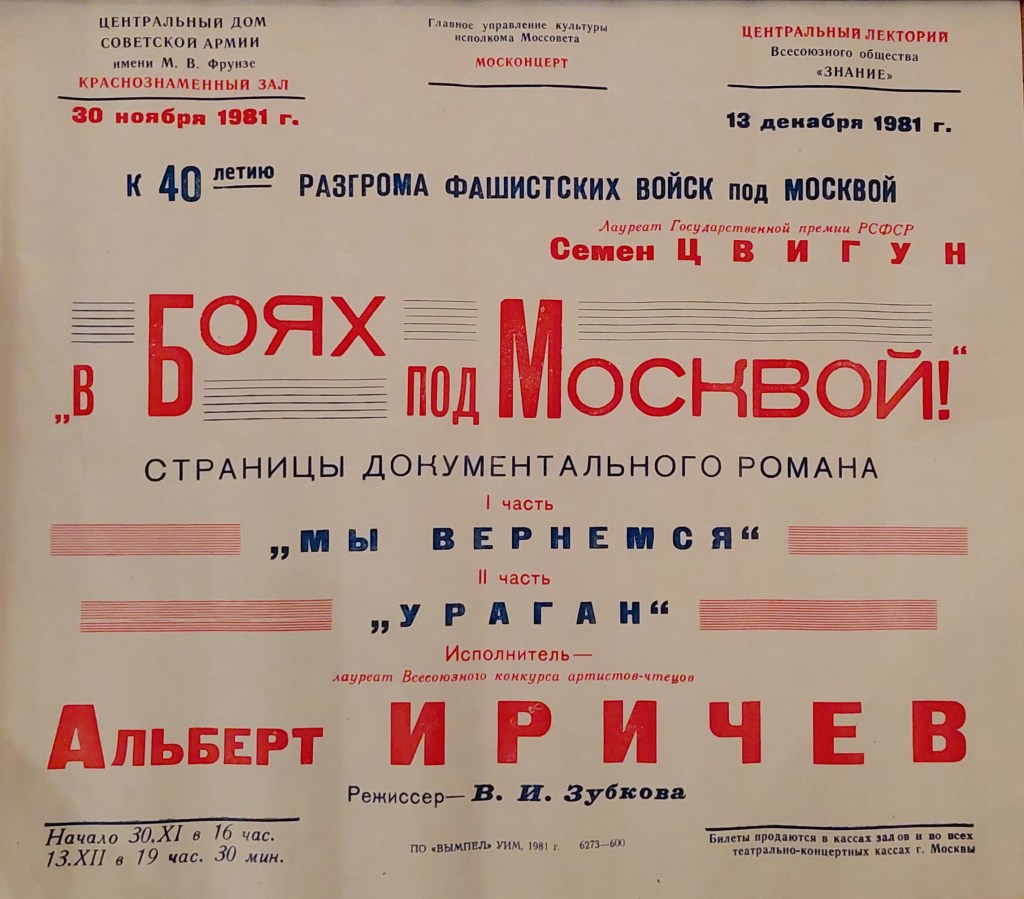 ЦЕНТРАЛЬНЫЙ ДОМ
СОВЕТСКОЙ АРМИИ
имени М. В. Фрунзе
КРАСНОЗНАМЕННЫЙ ЗАЛ
30 ноября 1981 г.
Главное управление культуры
исполкома Моссовета
МОСКОНЦЕРТ
ЦЕНТРАЛЬНЫЙ ЛЕКТОРИЙ
Всесоюзного общества
«ЗНАНИЕ»
13 декабря 1981 г.
К 40 летию РАЗГРОМА ФАШИСТСКИХ ВОЙСК под МОСКВОЙ
Лауреат Государственной премии РСФСР
Семен ЦВИГУН
„В БОЯХ ПОД МОСКВОЙ!“
СТРАНИЦЫ ДОКУМЕНТАЛЬНОГО РОМАНА
I часть
„МЫ ВЕРНЕМСЯ“
II часть
„УРАГАН“
Исполнитель—
лауреат Всесоюзного конкурса артистов-чтецов
АЛЬБЕРТ ИРИЧЕВ
Режиссер— В. И. Зубкова
Начало 30.XI в 16 час.
13.XII в 19 час. 30 мин.
ПО «ВЫМПЕЛ» УИМ, 1981 г. 6273—600
Билеты продаются в кассах залов и во всех
театрально-концертных кассах г. Москвы